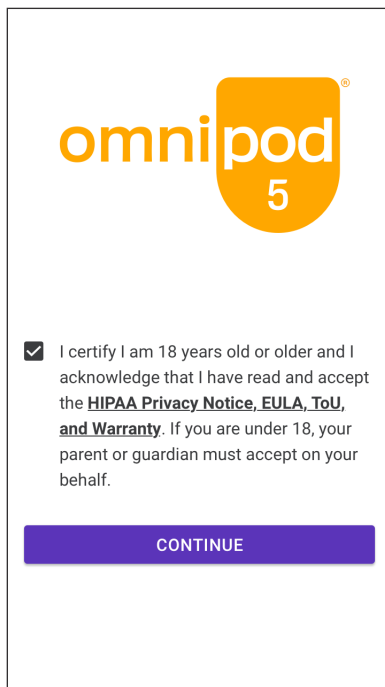 omnipod®
5
I certify I am 18 years old or older and I
acknowledge that I have read and accept
the HIPAA Privacy Notice, EULA, ToU,
and Warranty. If you are under 18, your
parent or guardian must accept on your
behalf.
CONTINUE